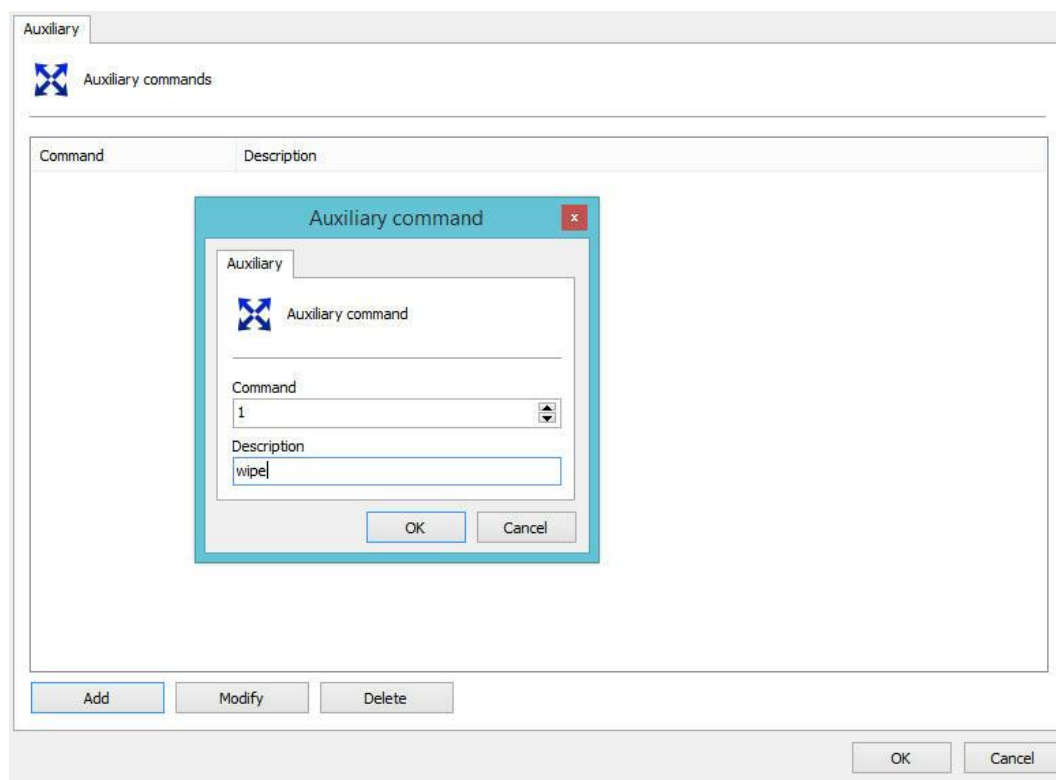 Auxiliary
Auxiliary commands
Command Description
Auxiliary command
x
Auxiliary
Auxiliary command
Command
1
Description
wipe
OK Cancel
Add Modify Delete
OK Cancel